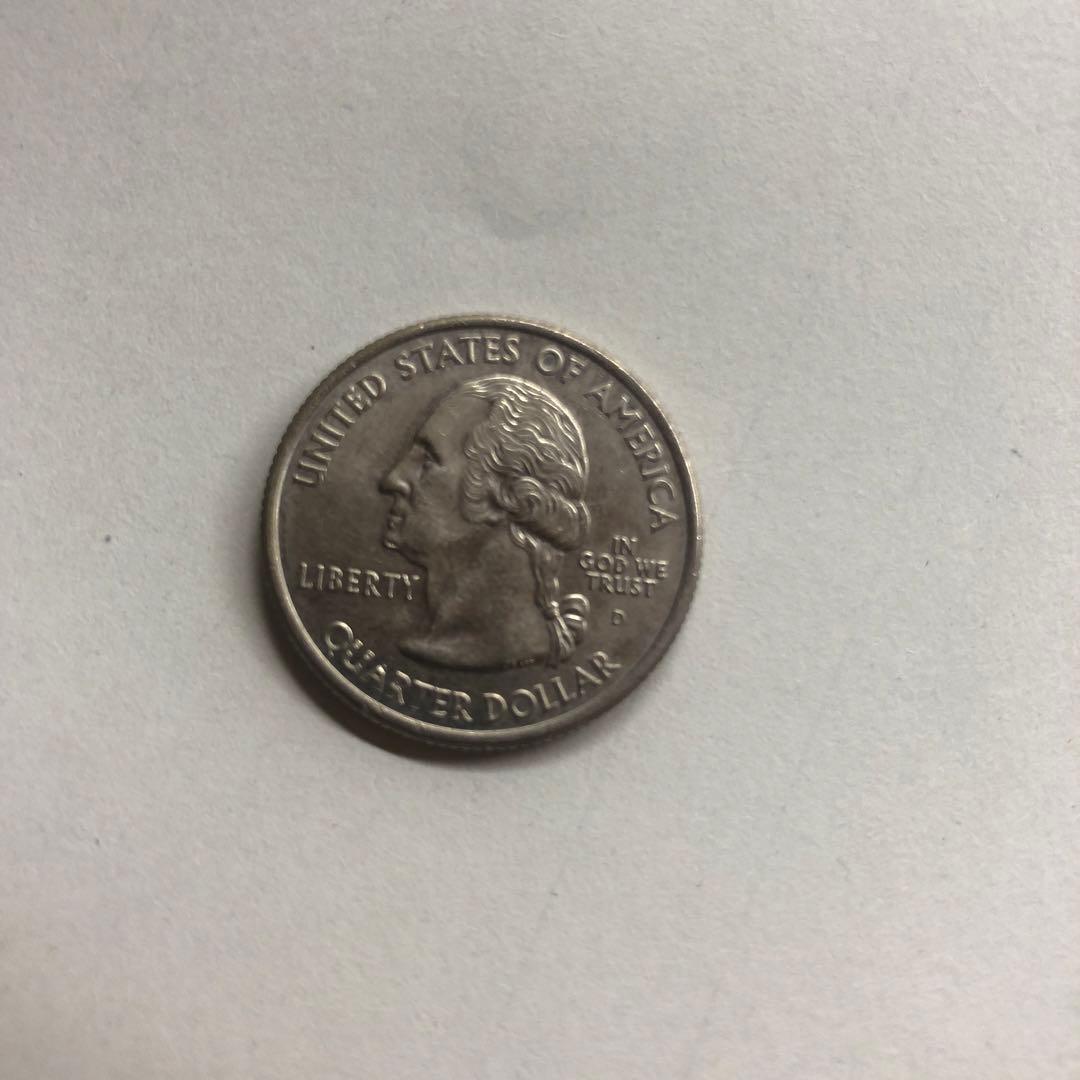 UNITED STATES OF AMERICA
LIBERTY
IN
GOD WE
TRUST
D
QUARTER DOLLAR